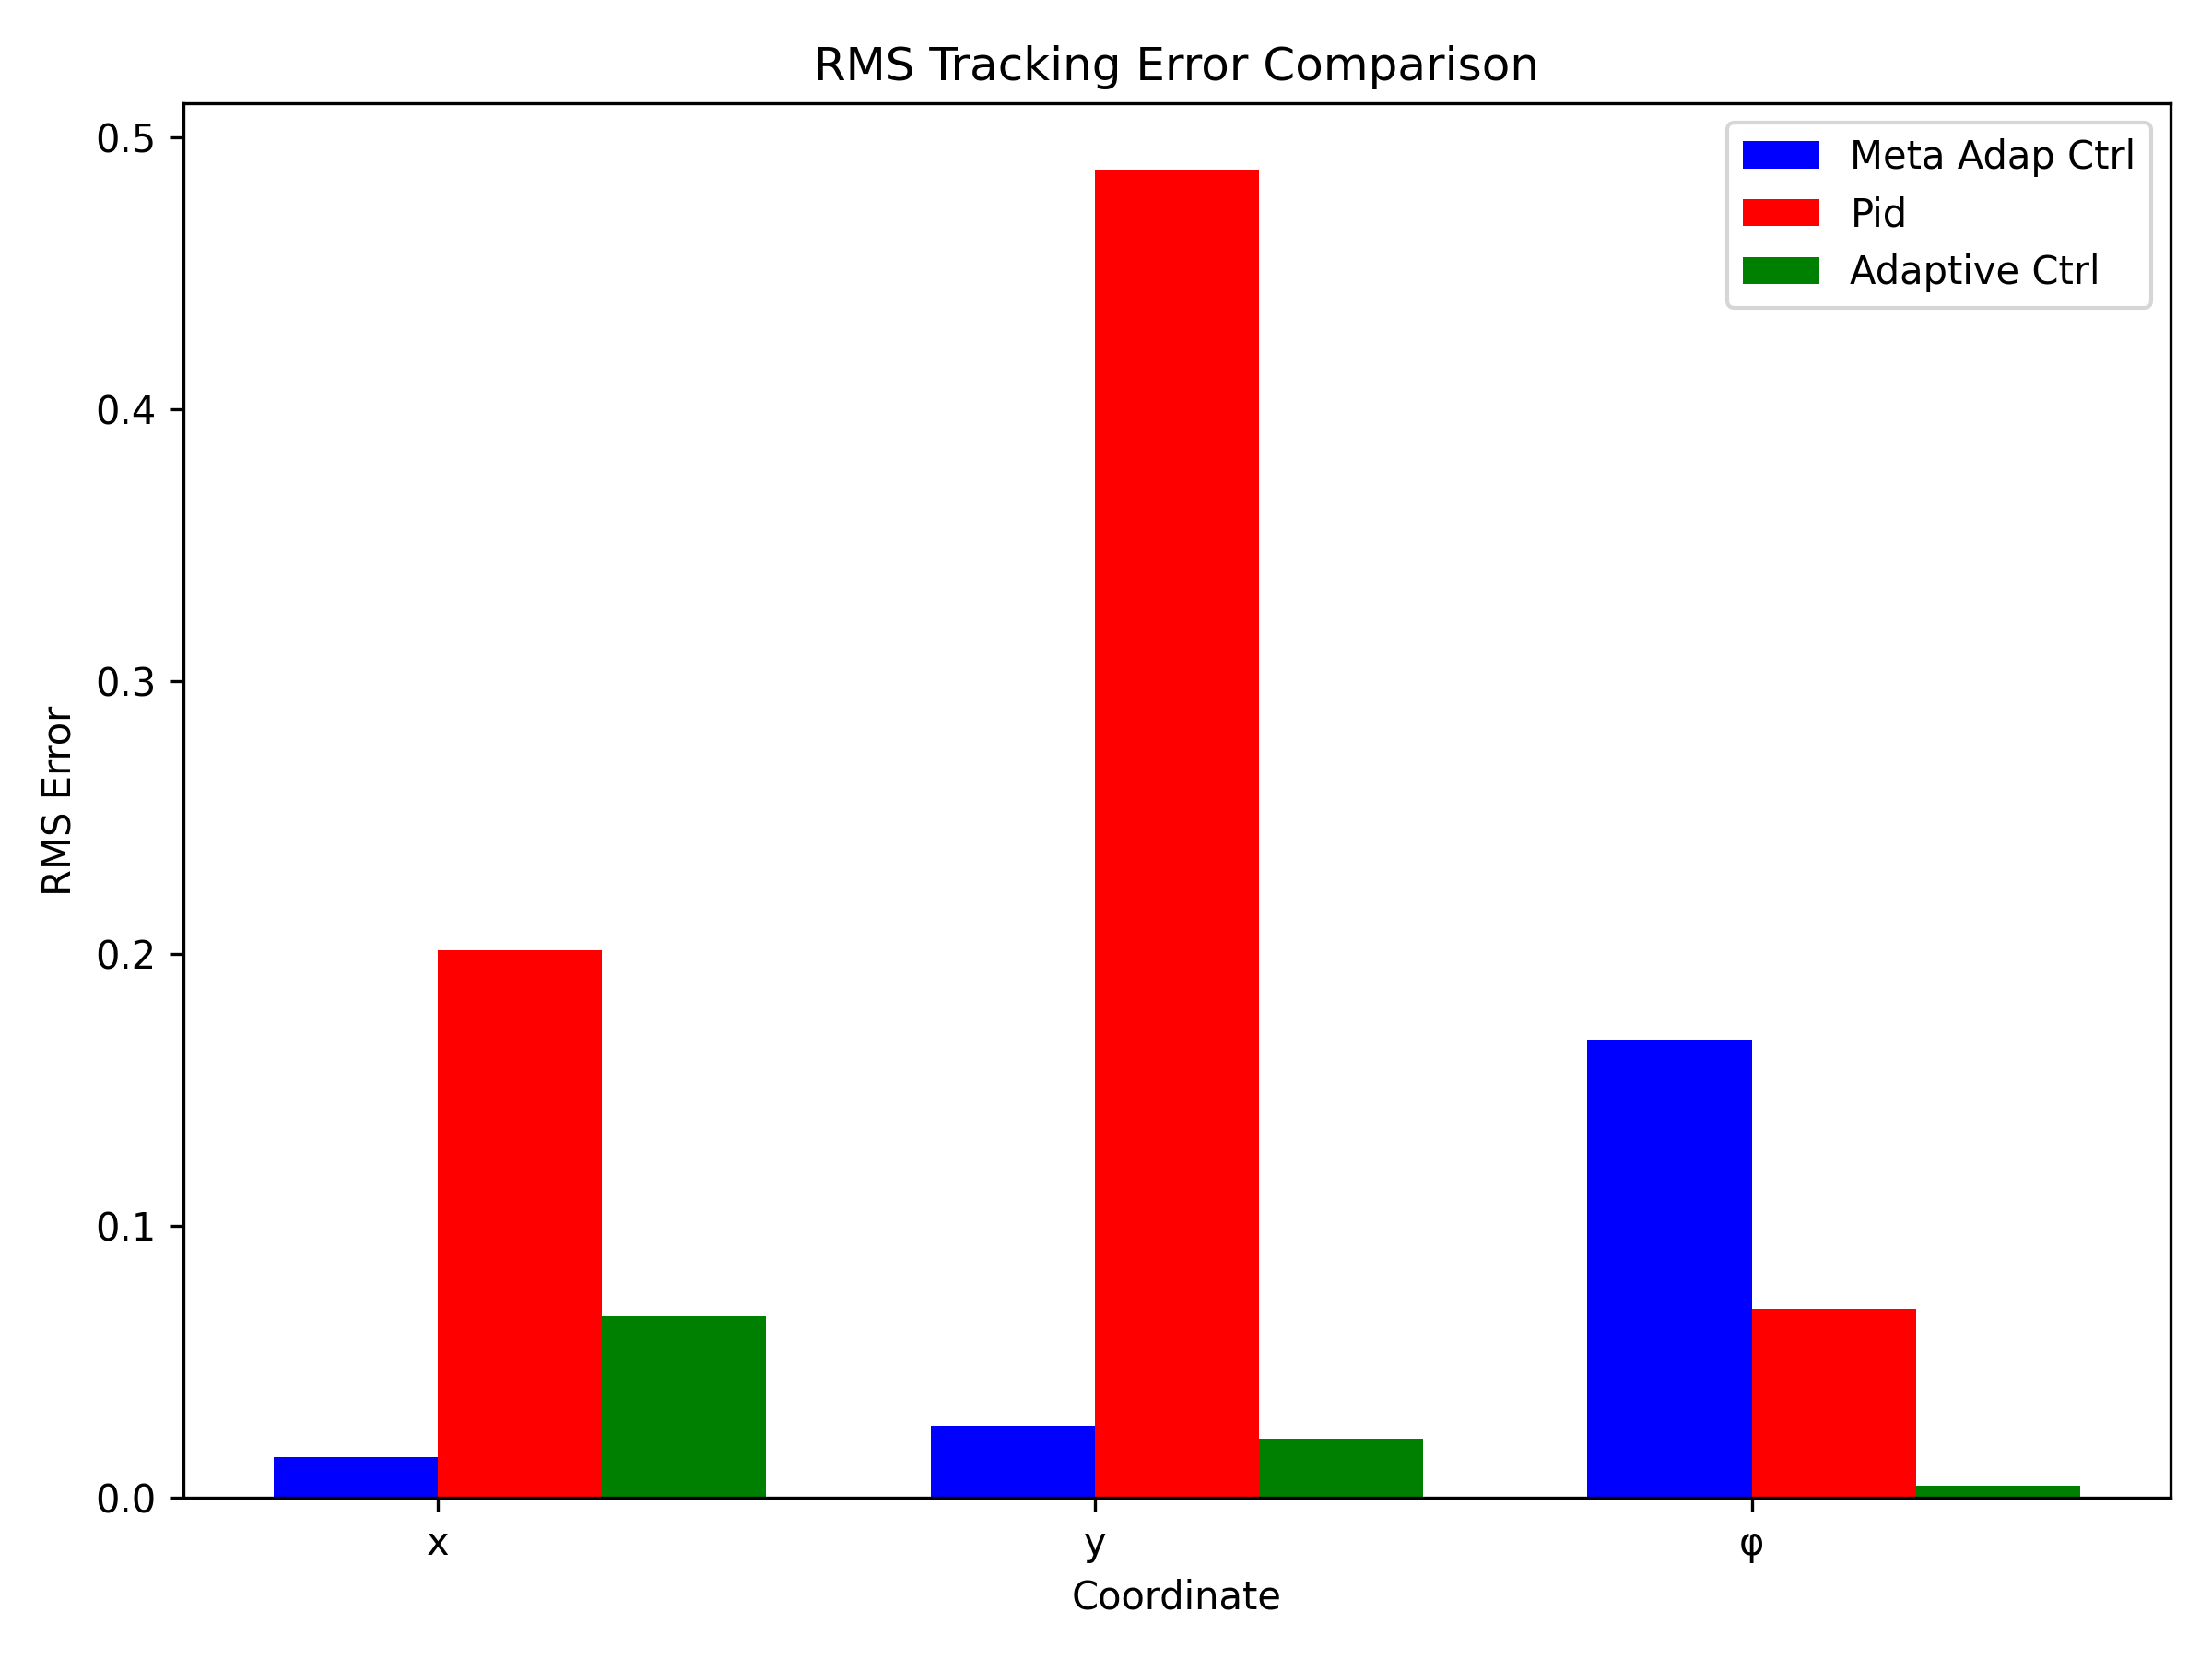 RMS Tracking Error Comparison
Meta Adap Ctrl
Pid
Adaptive Ctrl
RMS Error
0.5
0.4
0.3
0.2
0.1
0.0
x
y
φ
Coordinate